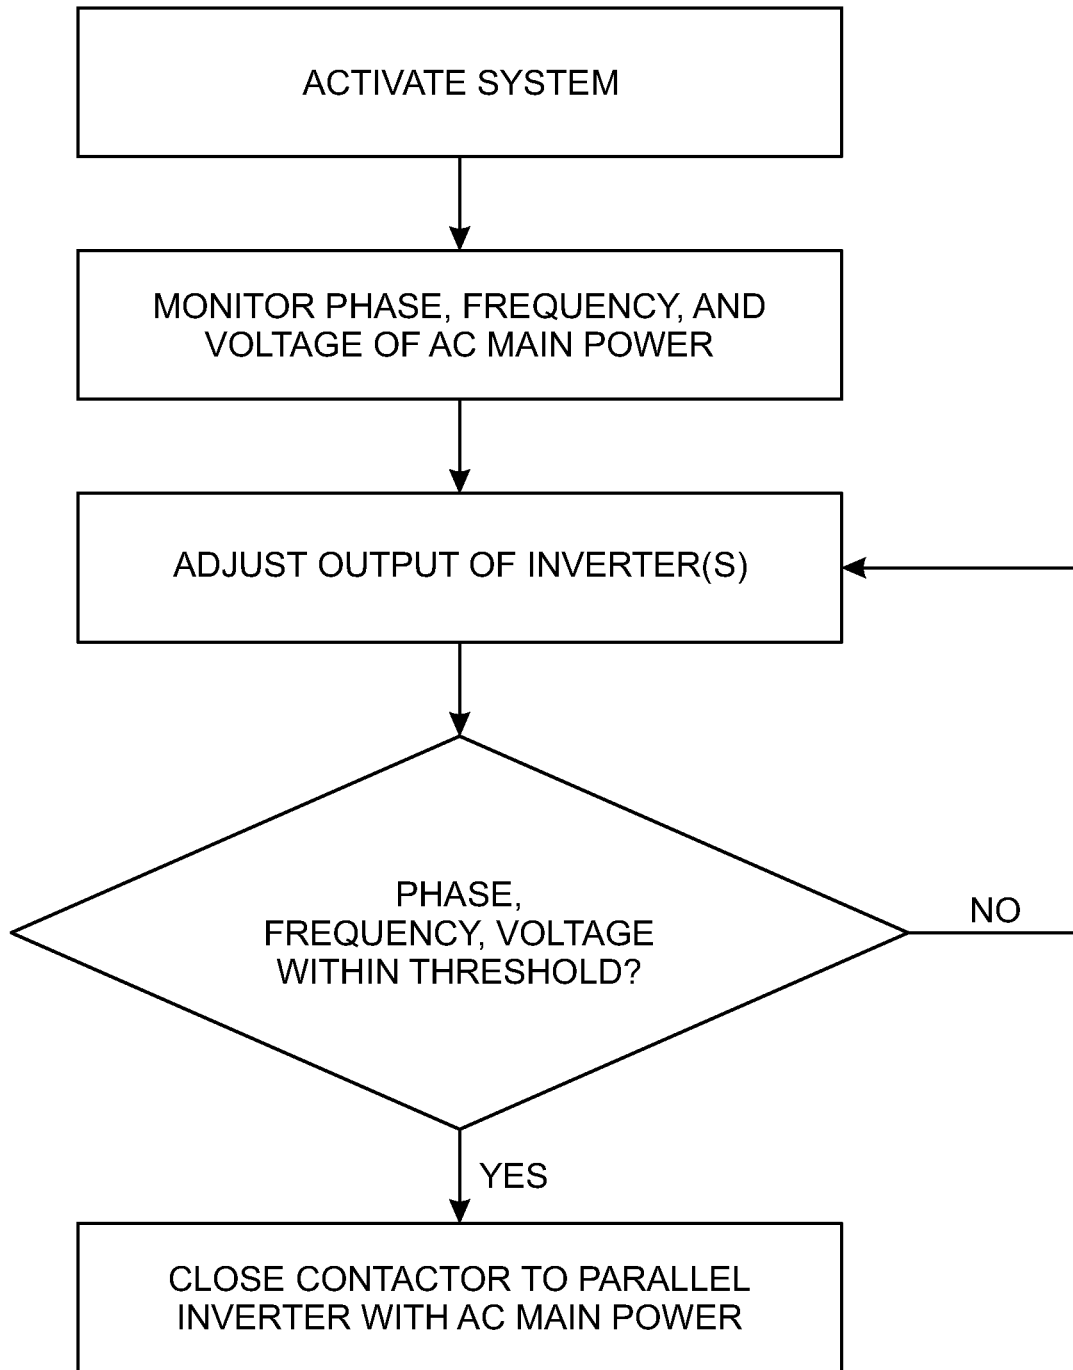 ACTIVATE SYSTEM
MONITOR PHASE, FREQUENCY, AND
VOLTAGE OF AC MAIN POWER
ADJUST OUTPUT OF INVERTER(S)
PHASE,
FREQUENCY, VOLTAGE
WITHIN THRESHOLD?
NO
YES
CLOSE CONTACTOR TO PARALLEL
INVERTER WITH AC MAIN POWER